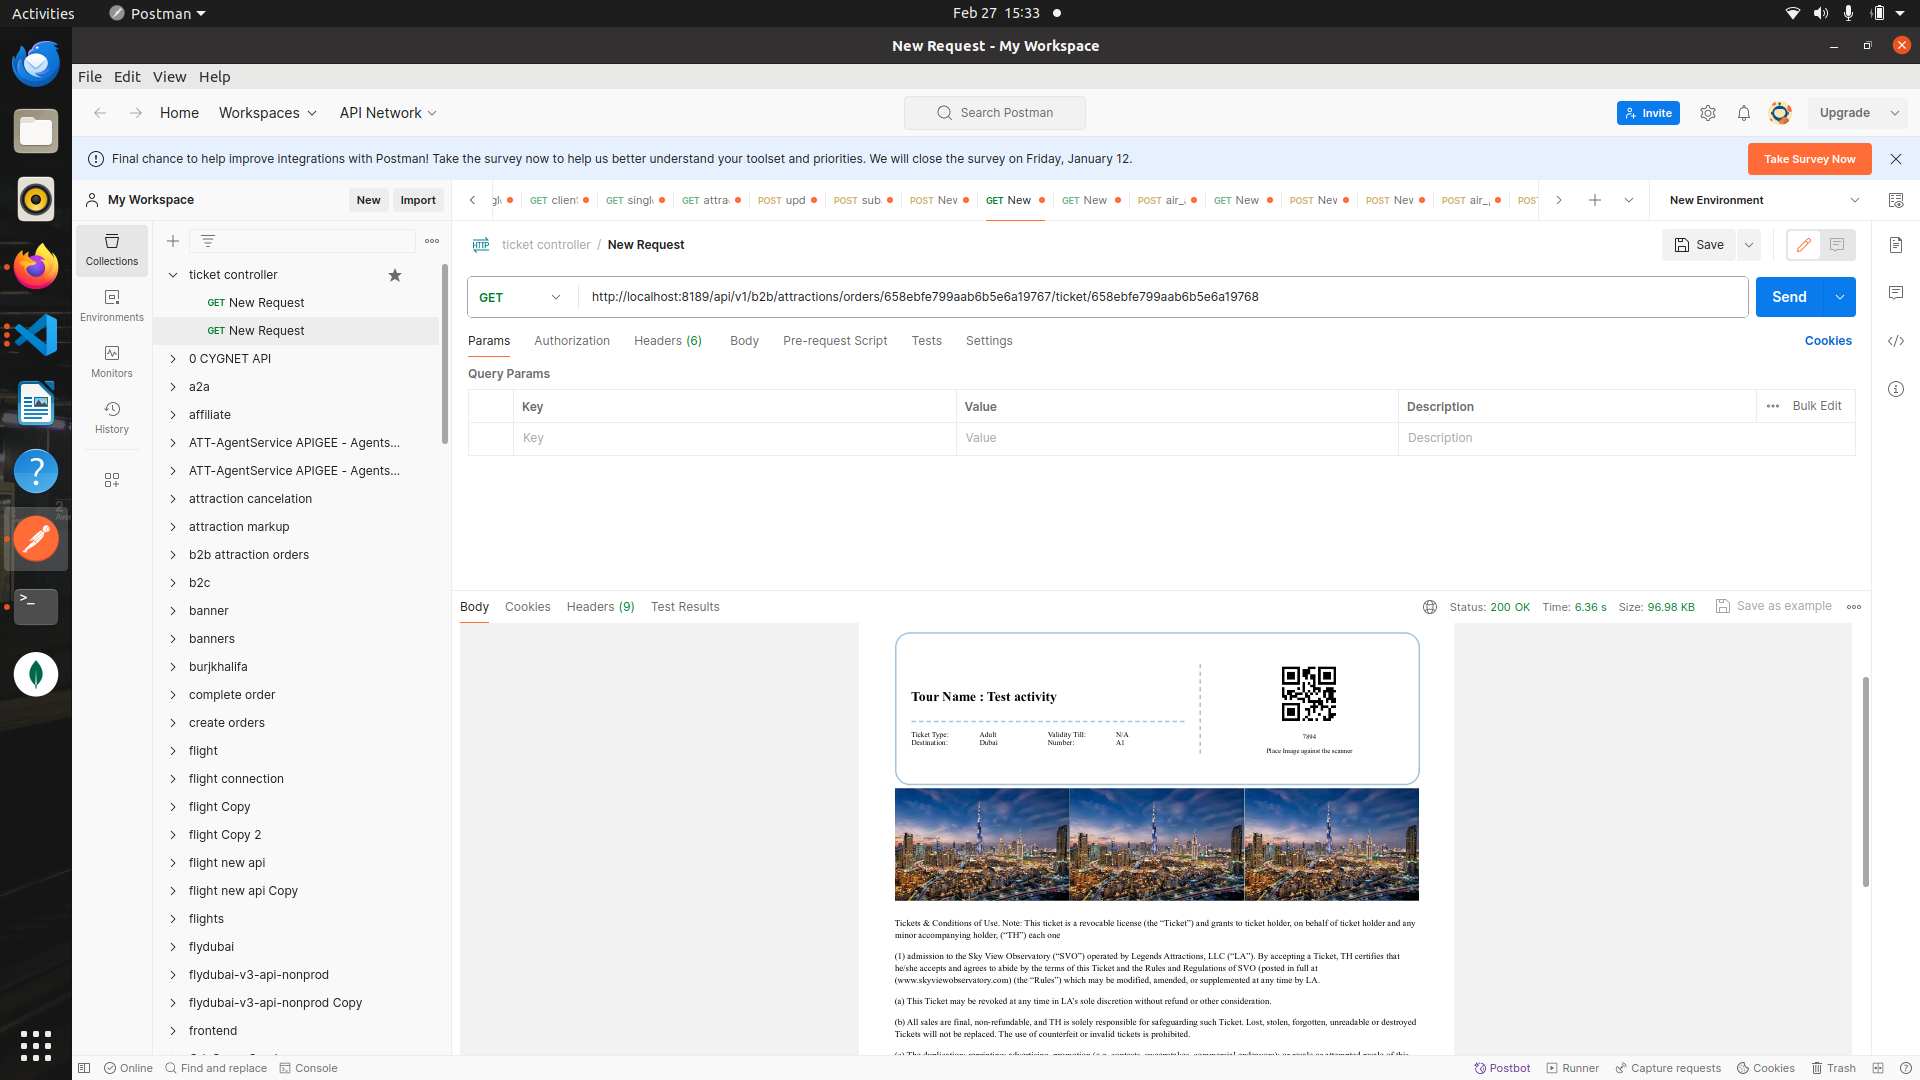 Activities
Postman
Feb 27 15:33
New Request - My Workspace
File Edit View Help
Home
Workspaces
API Network
Search Postman
Invite
Upgrade
Final chance to help improve integrations with Postman! Take the survey now to help us better understand your toolset and priorities. We will close the survey on Friday, January 12.
Take Survey Now
My Workspace
New
Import
GET client
GET single
GET attra
POST upd
POST sub
POST New
GET New
GET New
POST air_
GET New
POST New
POST New
POST air_
New Environment
Collections
Environments
Monitors
History
ticket controller
GET New Request
GET New Request
0 CYGNET API
a2a
affiliate
ATT-AgentService APIGEE - Agents...
ATT-AgentService APIGEE - Agents...
attraction cancelation
attraction markup
b2b attraction orders
b2c
banner
banners
burjkhalifa
complete order
create orders
flight
flight connection
flight Copy
flight Copy 2
flight new api
flight new api Copy
flights
flydubai
flydubai-v3-api-nonprod
flydubai-v3-api-nonprod Copy
frontend
HTTP ticket controller / New Request
Save
GET
http://localhost:8189/api/v1/b2b/attractions/orders/658ebfe799aab6b5e6a19767/ticket/658ebfe799aab6b5e6a19768
Send
Params Authorization Headers (6) Body Pre-request Script Tests Settings
Cookies
Query Params
Key Value Description Bulk Edit
Key Value Description
Body Cookies Headers (9) Test Results
Status: 200 OK Time: 6.36 s Size: 96.98 KB
Save as example
Tour Name : Test activity
Ticket Type: Adult Validity Till: N/A
Destination: Dubai Number: A1
7894
Place Image against the scanner
Tickets & Conditions of Use. Note: This ticket is a revocable license (the “Ticket”) and grants to ticket holder, on behalf of ticket holder and any
minor accompanying holder, (“TH”) each one
(1) admission to the Sky View Observatory (“SVO”) operated by Legends Attractions, LLC (“LA”). By accepting a Ticket, TH certifies that
he/she accepts and agrees to abide by the terms of this Ticket and the Rules and Regulations of SVO (posted in full at
(www.skyviewobservatory.com) (the “Rules”) which may be modified, amended, or supplemented at any time by LA.
(a) This Ticket may be revoked at any time in LA's sole discretion without refund or other consideration.
(b) All sales are final, non-refundable, and TH is solely responsible for safeguarding such Ticket. Lost, stolen, forgotten, unreadable or destroyed
Tickets will not be replaced. The use of counterfeit or invalid tickets is prohibited.
Online
Find and replace
Console
Postbot
Runner
Capture requests
Cookies
Trash